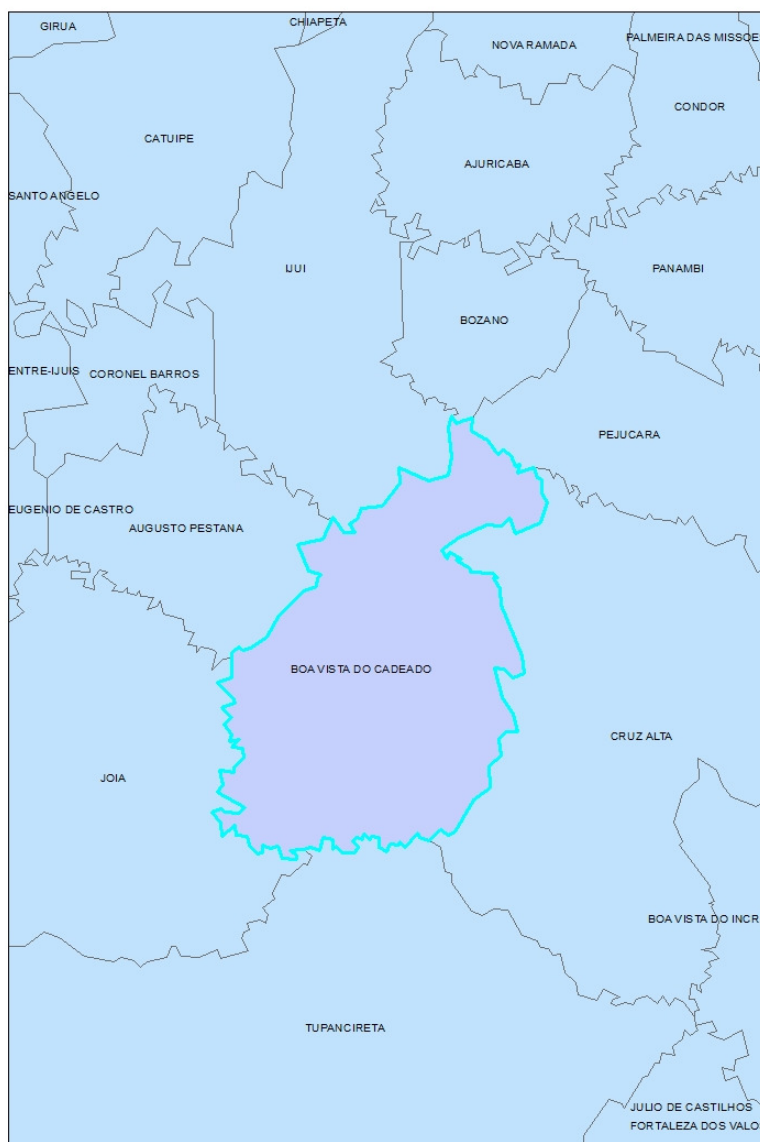 GIRUA
CHIAPETA
NOVA RAMADA
PALMEIRA DAS MISSOE
CONDOR
CATUIPE
AJURICABA
SANTO ANGELO
IJUI
PANAMBI
BOZANO
ENTRE-IJUIS
CORONEL BARROS
PEJUCARA
EUGENIO DE CASTRO
AUGUSTO PESTANA
BOA VISTA DO CADEADO
CRUZ ALTA
JOIA
BOA VISTA DO INCR
TUPANCIRETA
JULIO DE CASTILHOS
FORTALEZA DOS VALO